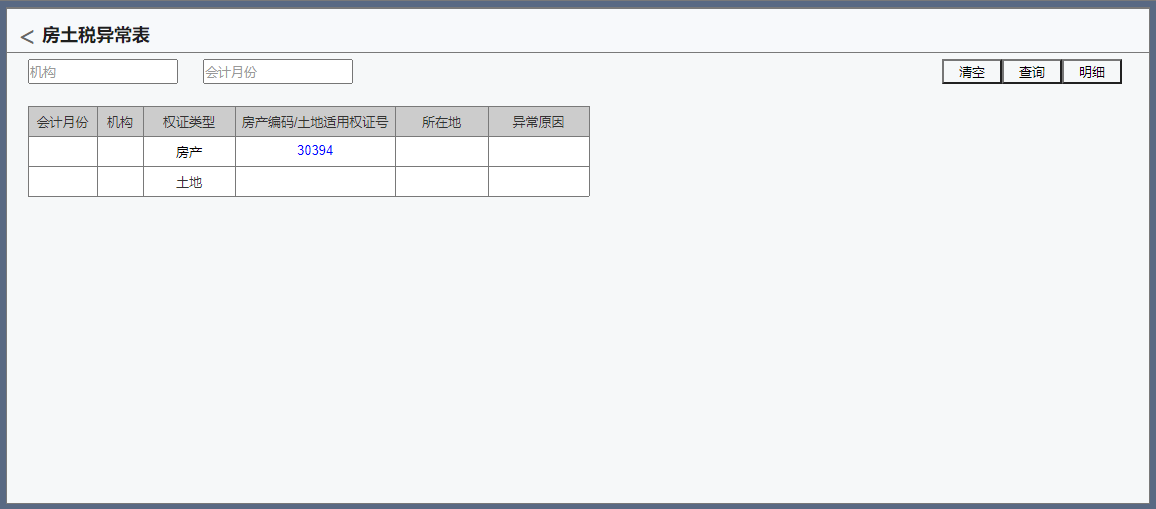 < 房土税异常表
机构 会计月份 清空 查询 明细
会计月份 机构 权证类型 房产编码/土地适用权证号 所在地 异常原因
房产 30394
土地